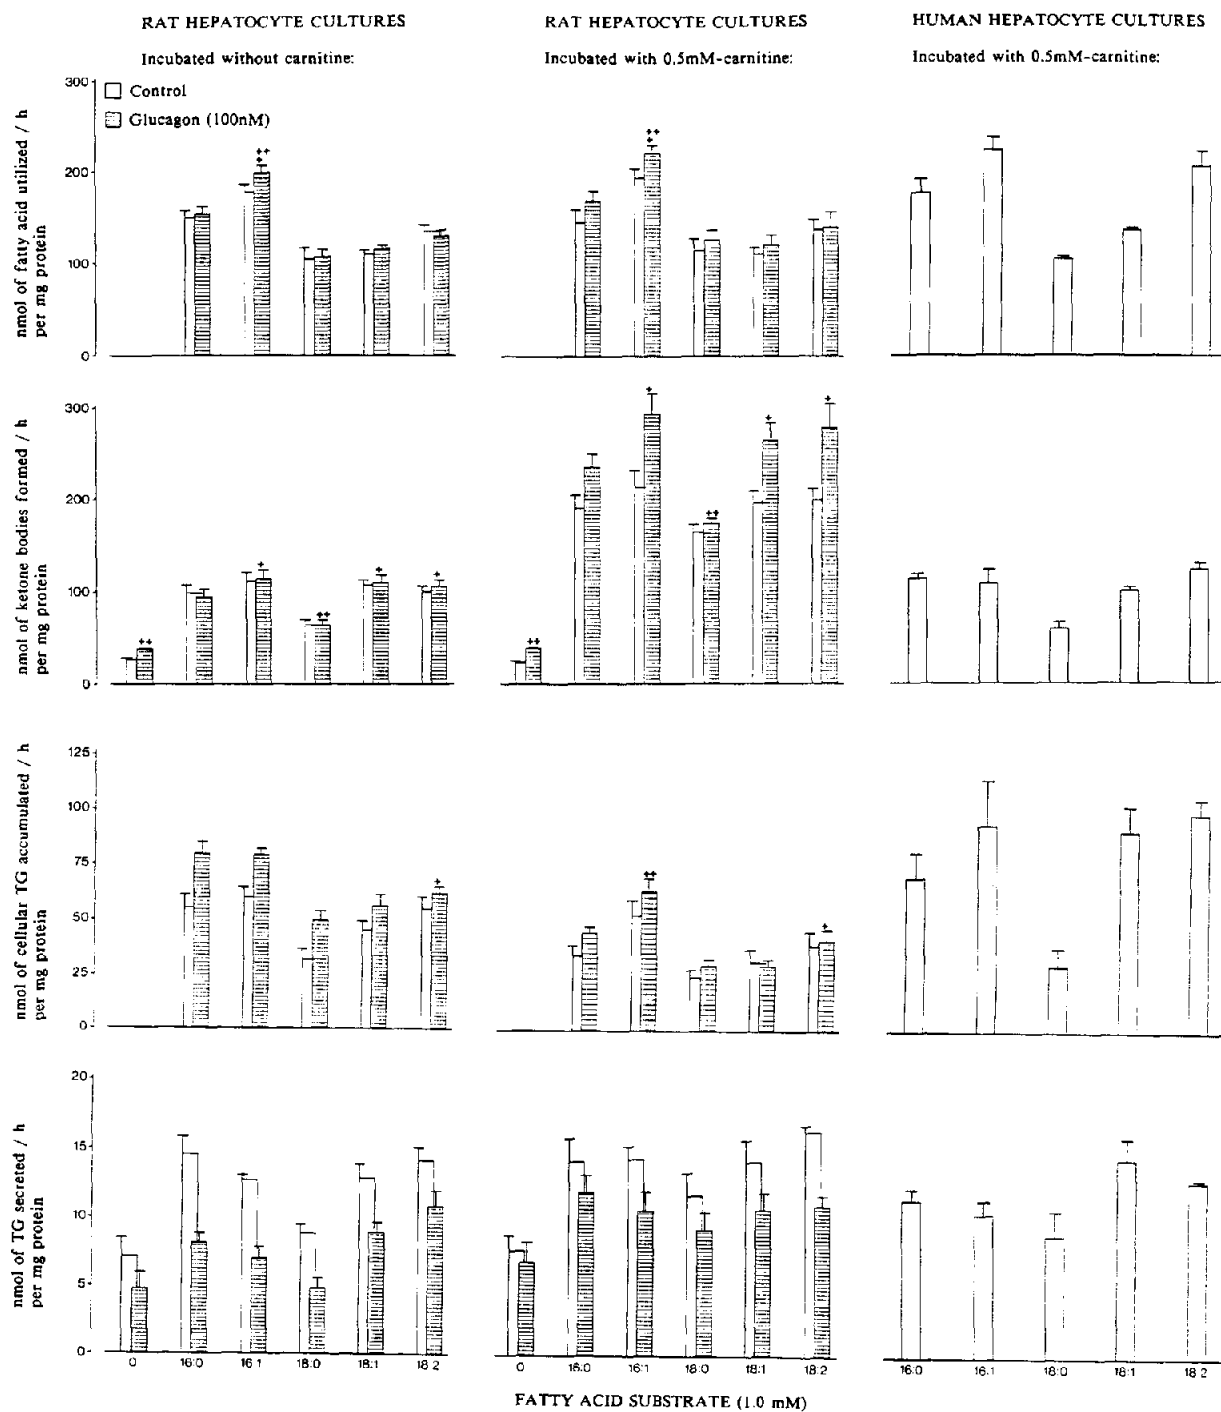 RAT HEPATOCYTE CULTURES
Incubated without carnitine:
RAT HEPATOCYTE CULTURES
Incubated with 0.5mM-carnitine:
HUMAN HEPATOCYTE CULTURES
Incubated with 0.5mM-carnitine:
Control
Glucagon (100nM)
nmol of fatty acid utilized / h
per mg protein
300
200
100
0
++
+
++
+
nmol of ketone bodies formed / h
per mg protein
300
200
100
0
++
+
++
+
+
++
+
++
+
+
nmol of cellular TG accumulated / h
per mg protein
125
100
75
50
25
0
+
++
+
nmol of TG secreted / h
per mg protein
20
15
10
5
0
0 16:0 16:1 18:0 18:1 18:2
0 16:0 16:1 18:0 18:1 18:2
16:0 16:1 18:0 18:1 18:2
FATTY ACID SUBSTRATE (1.0 mM)